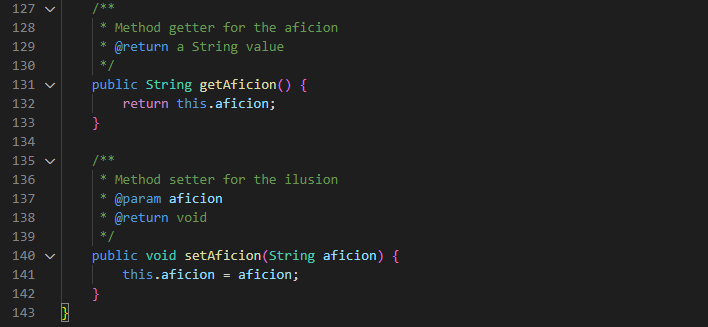 127 /**
128 * Method getter for the aficion
129 * @return a String value
130 */
131 public String getAficion() {
132 return this.aficion;
133 }
134
135 /**
136 * Method setter for the ilusion
137 * @param aficion
138 * @return void
139 */
140 public void setAficion(String aficion) {
141 this.aficion = aficion;
142 }
143 }